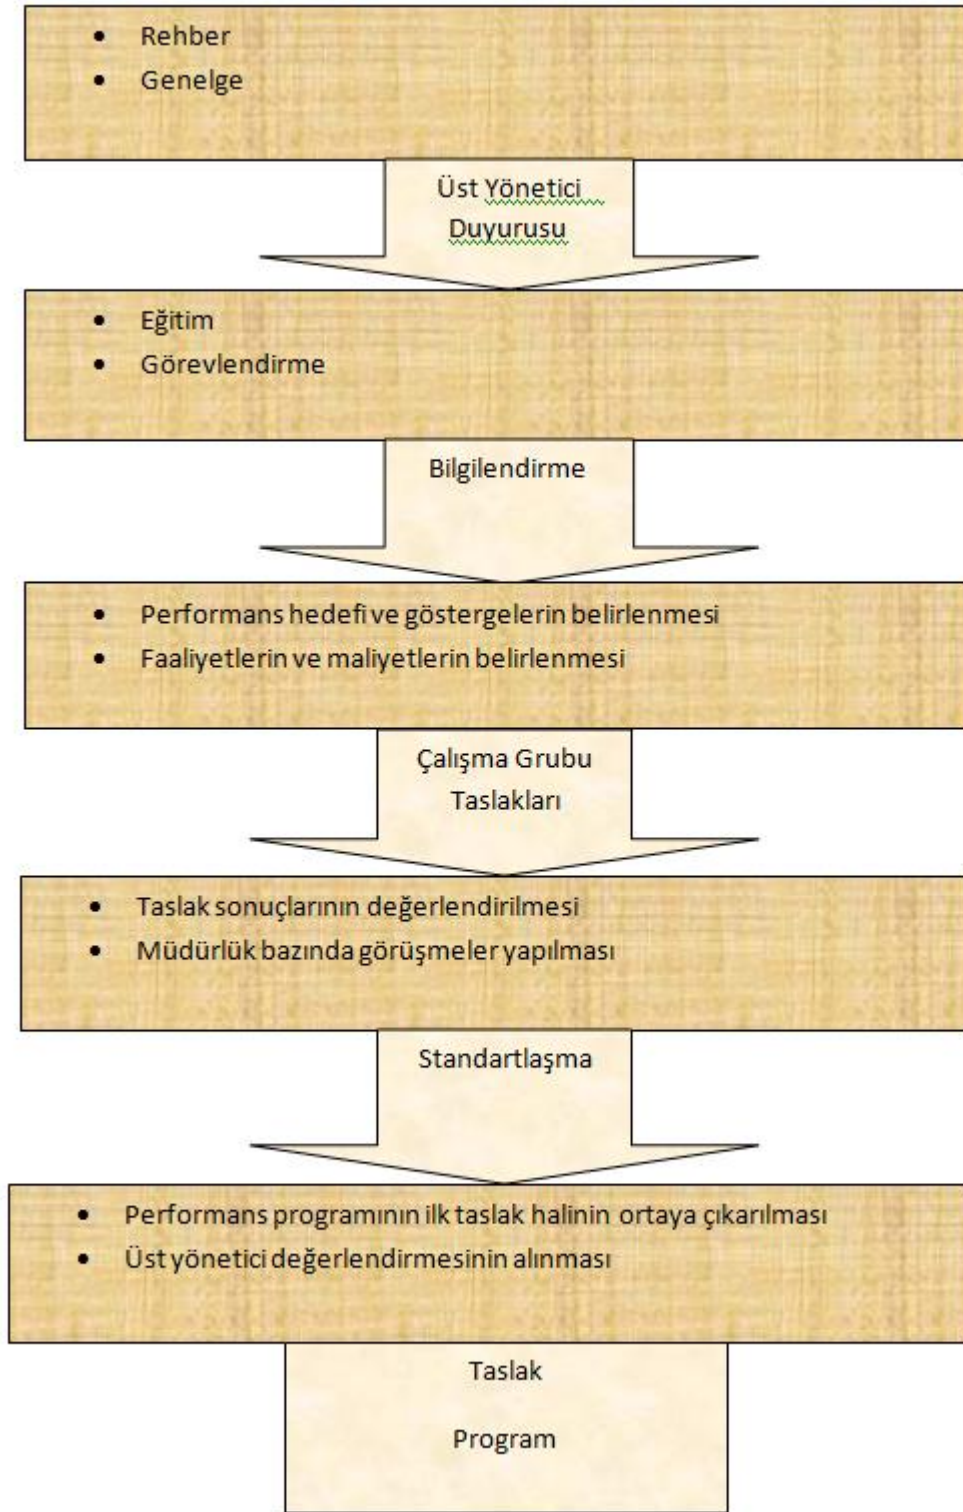 • Rehber
• Genelge
Üst Yönetici
Duyurusu
• Eğitim
• Görevlendirme
Bilgilendirme
• Performans hedefi ve göstergelerin belirlenmesi
• Faaliyetlerin ve maliyetlerin belirlenmesi
Çalışma Grubu
Taslakları
• Taslak sonuçlarının değerlendirilmesi
• Müdürlük bazında görüşmeler yapılması
Standartlaşma
• Performans programının ilk taslak halinin ortaya çıkarılması
• Üst yönetici değerlendirmesinin alınması
Taslak
Program